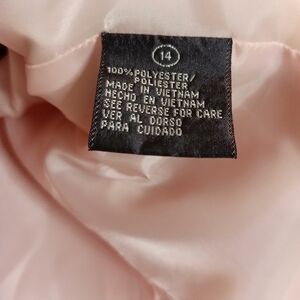 14
100% POLYESTER/
POLIESTER
MADE IN VIETNAM
HECHO EN VIETNAM
SEE REVERSE FOR CARE
VER AL DORSO
PARA CUIDADO